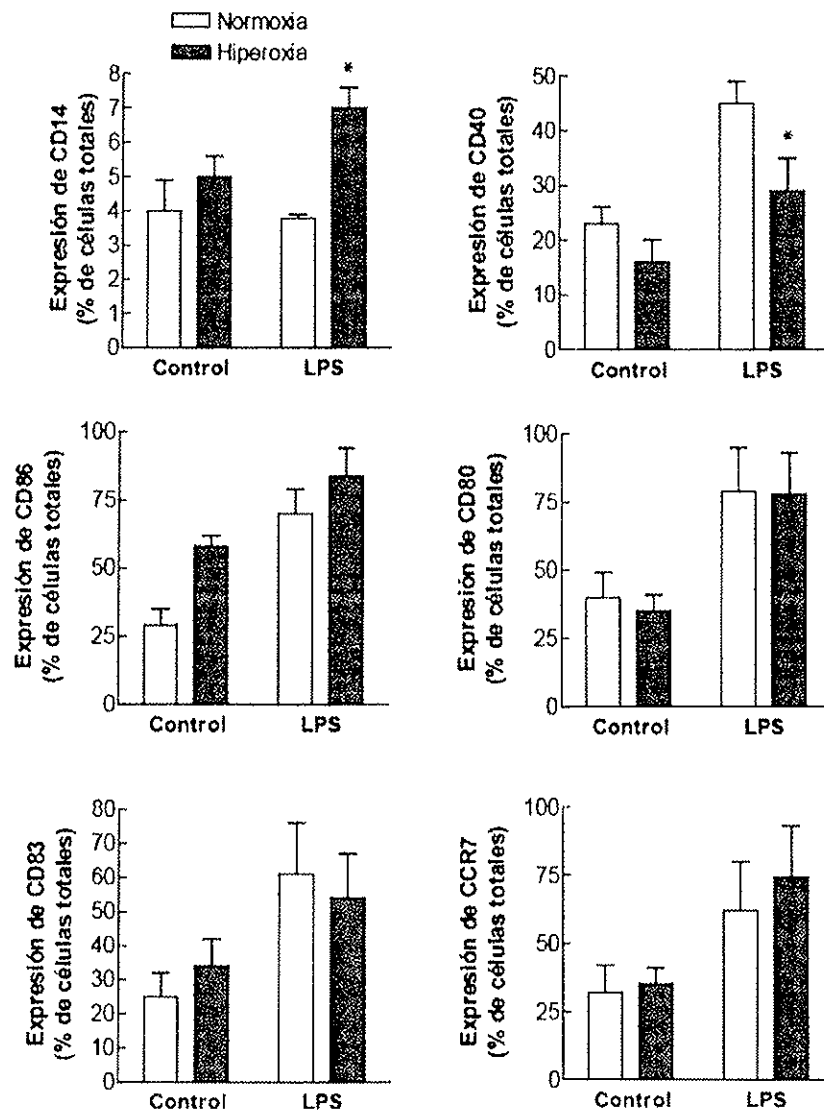 Normoxia
Hiperoxia
Expresión de CD14
(% de células totales)
8
7
6
5
4
3
2
1
0
*
Control
LPS
Expresión de CD40
(% de células totales)
50
40
30
20
10
0
*
Control
LPS
Expresión de CD86
(% de células totales)
100
75
50
25
0
Control
LPS
Expresión de CD80
(% de células totales)
100
75
50
25
0
Control
LPS
Expresión de CD83
(% de células totales)
80
70
60
50
40
30
20
10
0
Control
LPS
Expresión de CCR7
(% de células totales)
100
75
50
25
0
Control
LPS